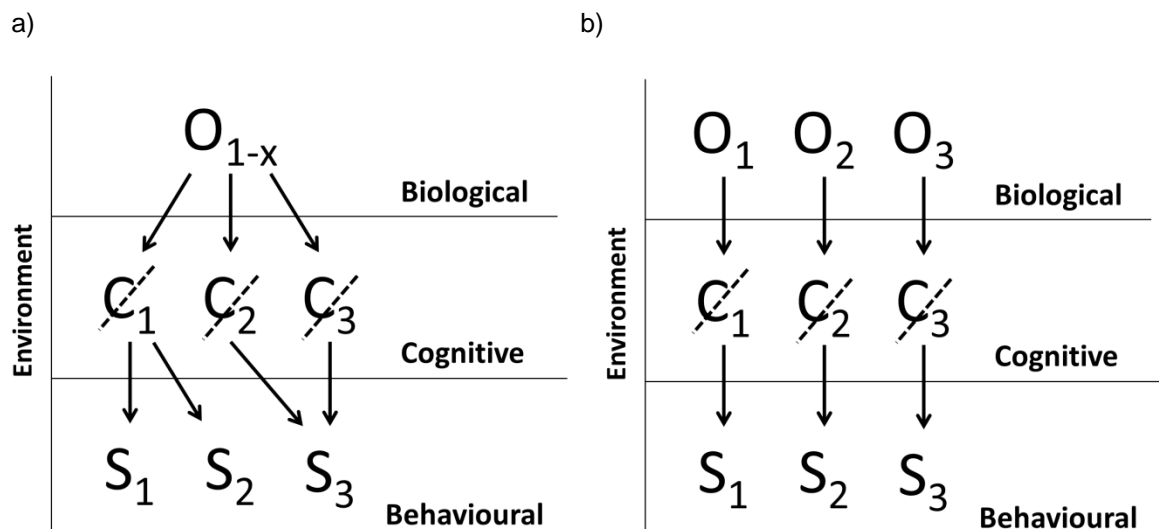 a)
O1-x
Biological
Environment
C1 C2 C3
Cognitive
S1 S2 S3
Behavioural
b)
O1 O2 O3
Biological
Environment
C1 C2 C3
Cognitive
S1 S2 S3
Behavioural